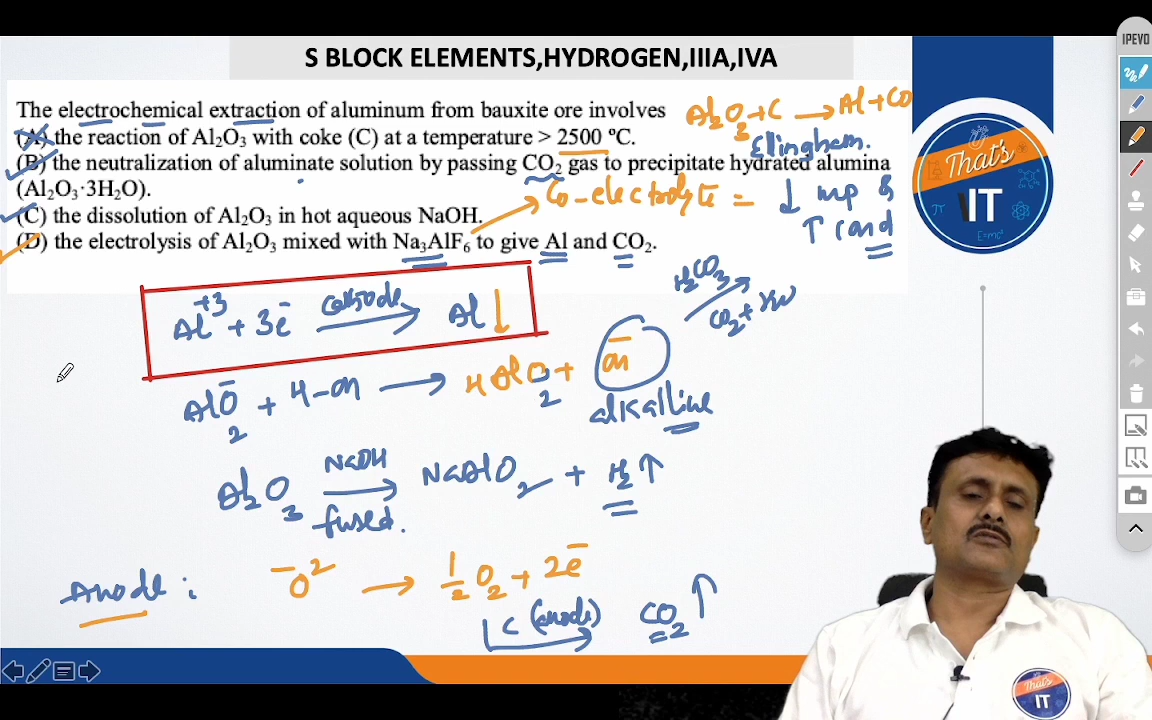 IPEVO
S BLOCK ELEMENTS,HYDROGEN,IIIA,IVA
The electrochemical extraction of aluminum from bauxite ore involves
(A) the reaction of Al₂O₃ with coke (C) at a temperature > 2500 ºC.
(B) the neutralization of aluminate solution by passing CO₂ gas to precipitate hydrated alumina
(Al₂O₃·3H₂O).
(C) the dissolution of Al₂O₃ in hot aqueous NaOH.
(D) the electrolysis of Al₂O₃ mixed with Na₃AlF₆ to give Al and CO₂.
Al₂O₃ + C → Al + CO
Ellingham.
Co-electrolyte = ↓ mp &
↑ cond
That's
IT
π
E=mc²
Al⁺³ + 3e⁻ cathode → Al ↓
H₂CO₃
CO₂ +
AlO₂⁻ + H-OH → HAlO₂ + OH⁻
alkalline
Al₂O₃ NaOH → NaAlO₂ + H₂ ↑
fused.
Anode : O⁻² → 1/2 O₂ + 2e⁻
C (anode) → CO₂ ↑
That's
IT